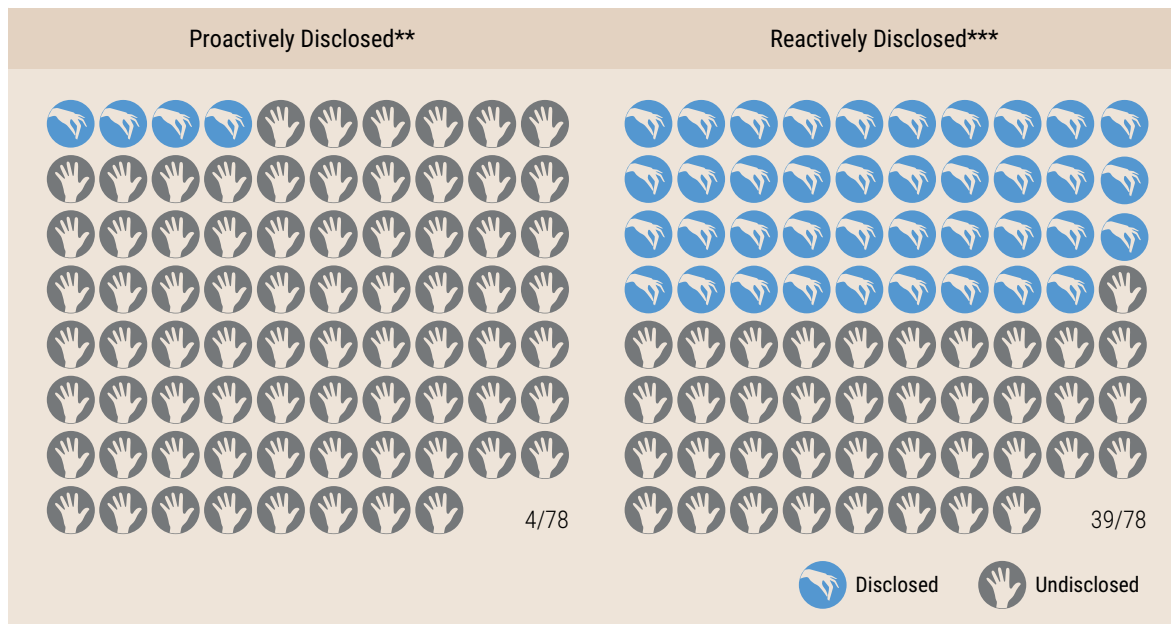 Proactively Disclosed**
Reactively Disclosed***
4/78
39/78
Disclosed
Undisclosed